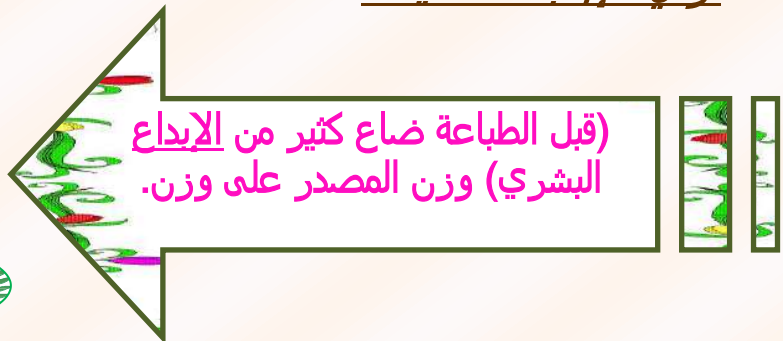 (قبل الطباعة ضاع كثير من الإبداع
البشري) وزن المصدر على وزن.